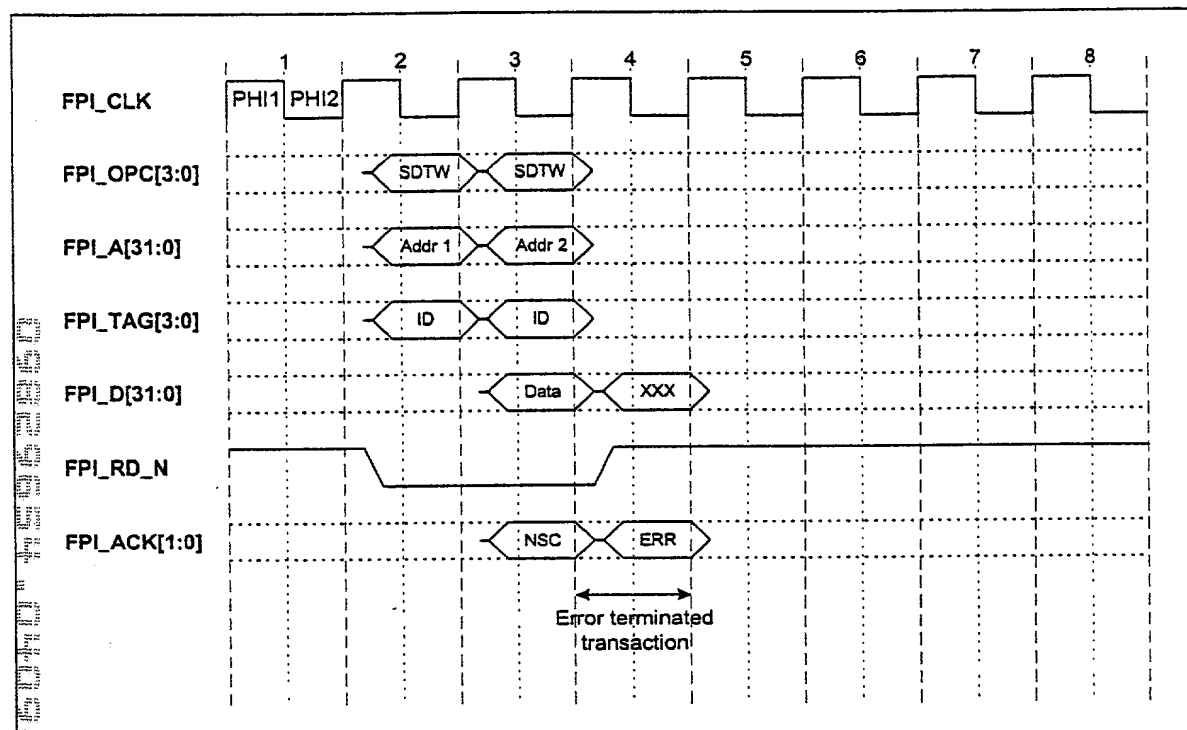 1 2 3 4 5 6 7 8
FPI_CLK PHI1 PHI2
FPI_OPC[3:0] SDTW SDTW
FPI_A[31:0] Addr 1 Addr 2
FPI_TAG[3:0] ID ID
FPI_D[31:0] Data XXX
FPI_RD_N
FPI_ACK[1:0] NSC ERR
Error terminated
transaction